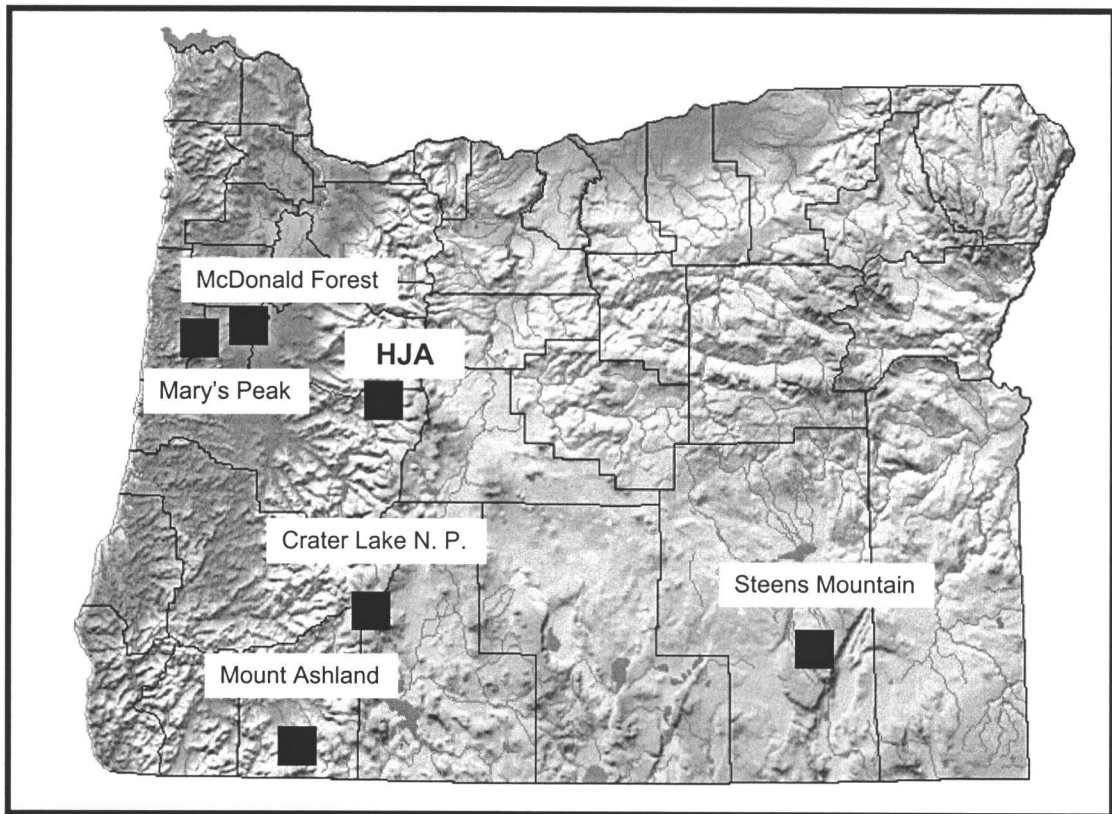 McDonald Forest
HJA
Mary's Peak
Crater Lake N. P.
Steens Mountain
Mount Ashland